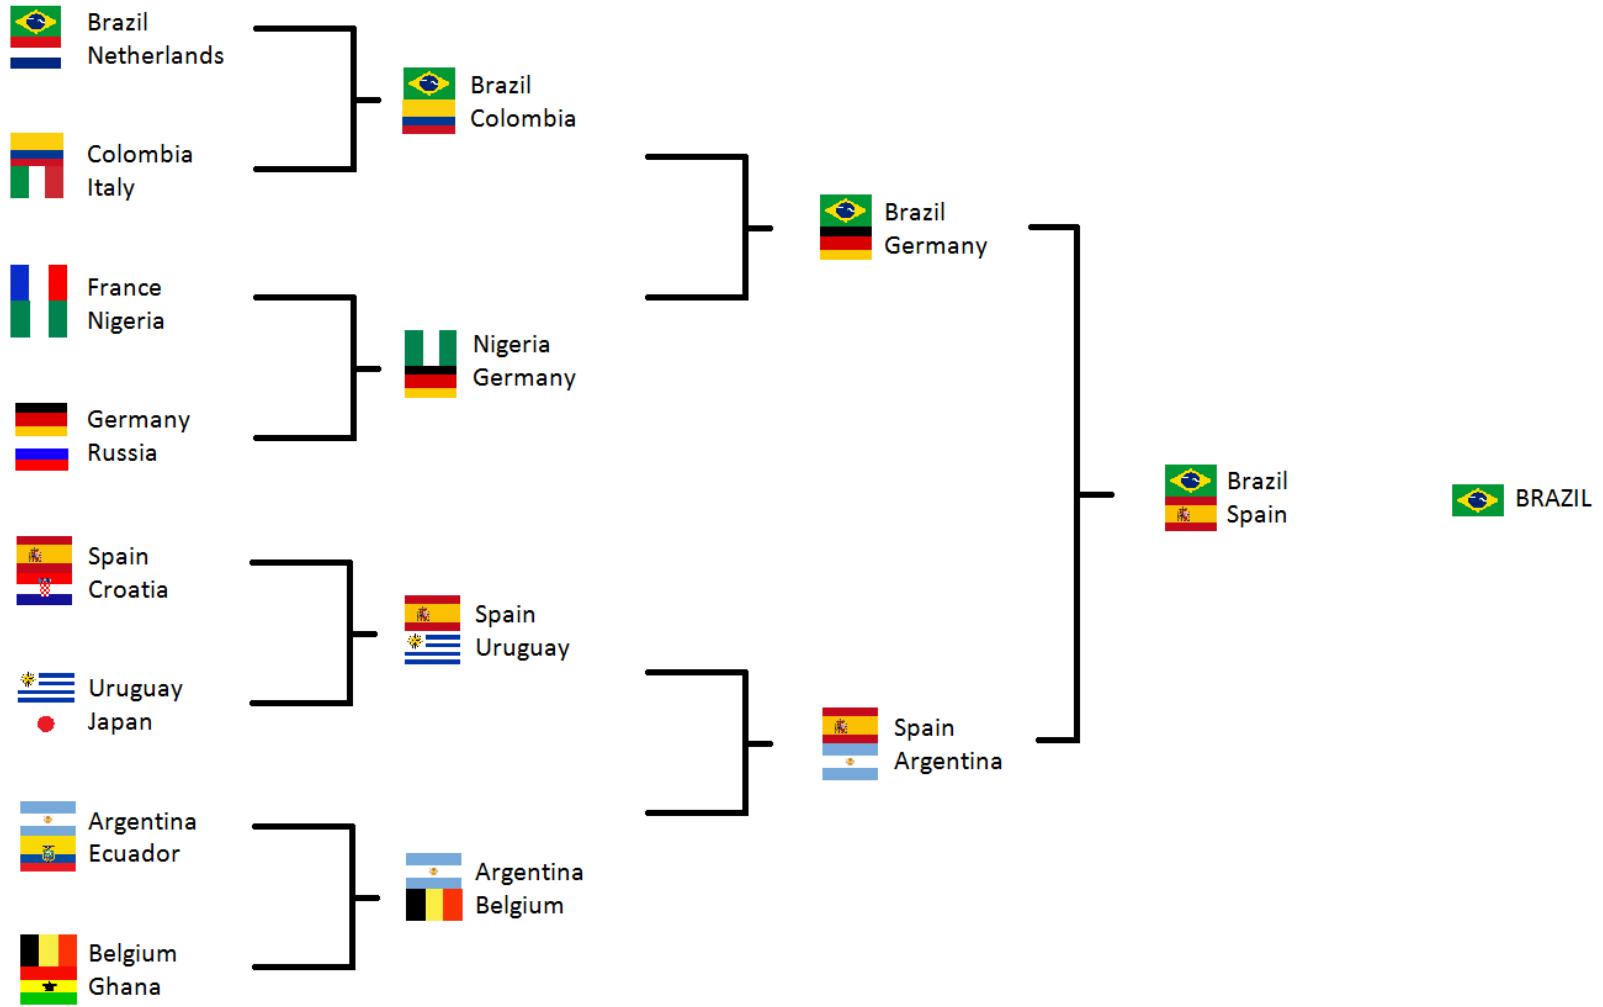 Brazil
Netherlands
Colombia
Italy
France
Nigeria
Germany
Russia
Spain
Croatia
Uruguay
Japan
Argentina
Ecuador
Belgium
Ghana
Brazil
Colombia
Nigeria
Germany
Spain
Uruguay
Argentina
Belgium
Brazil
Germany
Spain
Argentina
Brazil
Spain
BRAZIL